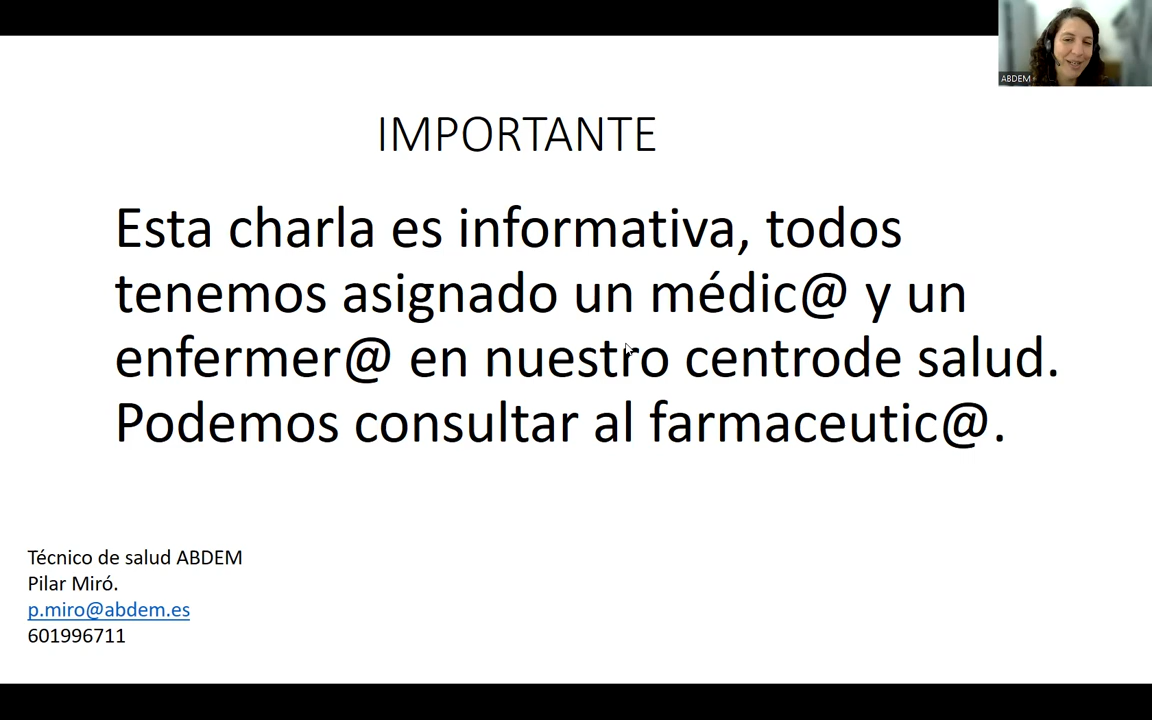 ABDEM
IMPORTANTE
Esta charla es informativa, todos
tenemos asignado un médic@ y un
enfermer@ en nuestro centrode salud.
Podemos consultar al farmaceutic@.
Técnico de salud ABDEM
Pilar Miró.
p.miro@abdem.es
601996711